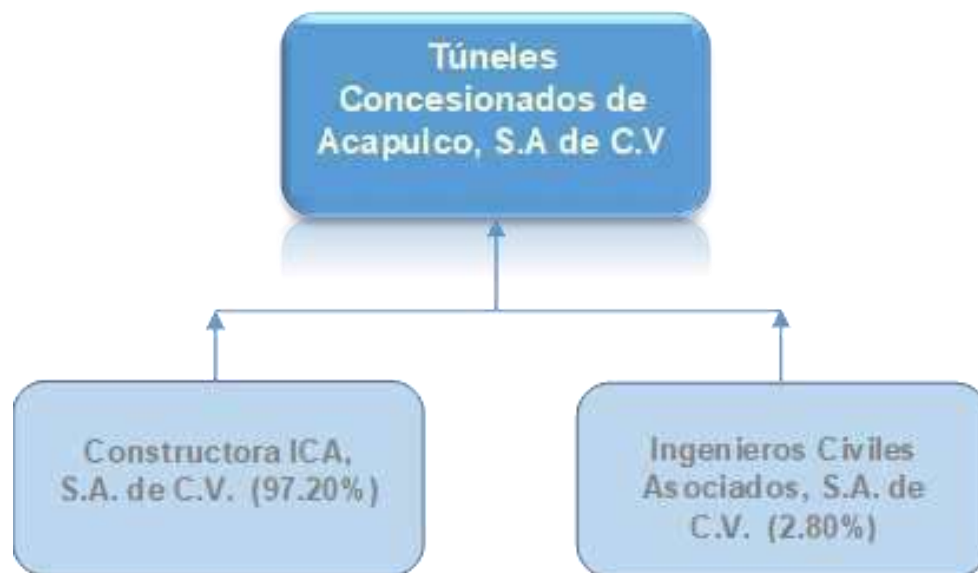 Túneles
Concesionados de
Acapulco, S.A de C.V
Constructora ICA,
S.A. de C.V. (97.20%)
Ingenieros Civiles
Asociados, S.A. de
C.V. (2.80%)